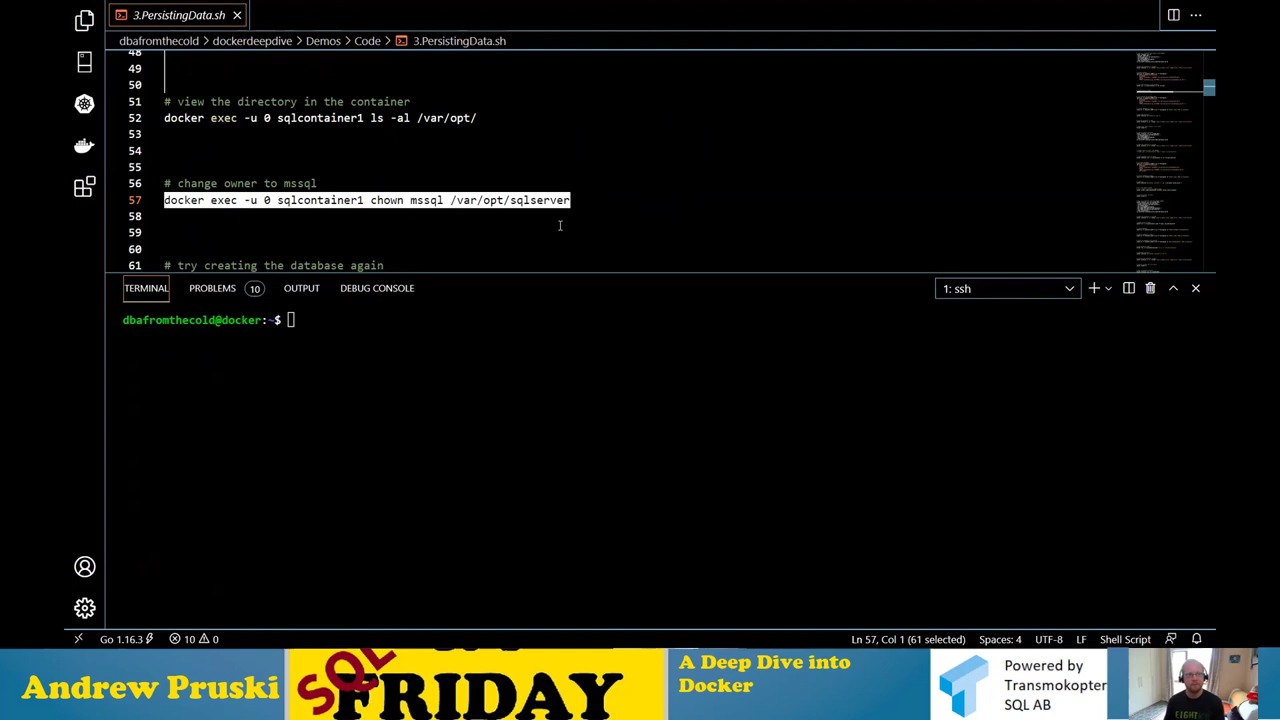 3.PersistingData.sh
dbafromthecold > dockerdeepdive > Demos > Code > 3.PersistingData.sh
48
49
50
51 # view the directory in the container
52 docker exec -u 0 sqlcontainer1 ls -al /var/opt
53
54
55
56 # change owner to mssql
57 docker exec -u 0 sqlcontainer1 chown mssql /var/opt/sqlserver
58
59
60
61 # try creating the database again
TERMINAL PROBLEMS 10 OUTPUT DEBUG CONSOLE 1: ssh
dbafromthecold@docker:~$
Go 1.16.3 10 0 Ln 57, Col 1 (61 selected) Spaces: 4 UTF-8 LF Shell Script
Andrew Pruski
SQL
FRIDAY
A Deep Dive into
Docker
Powered by
Transmokopter
SQL AB
EIGHT